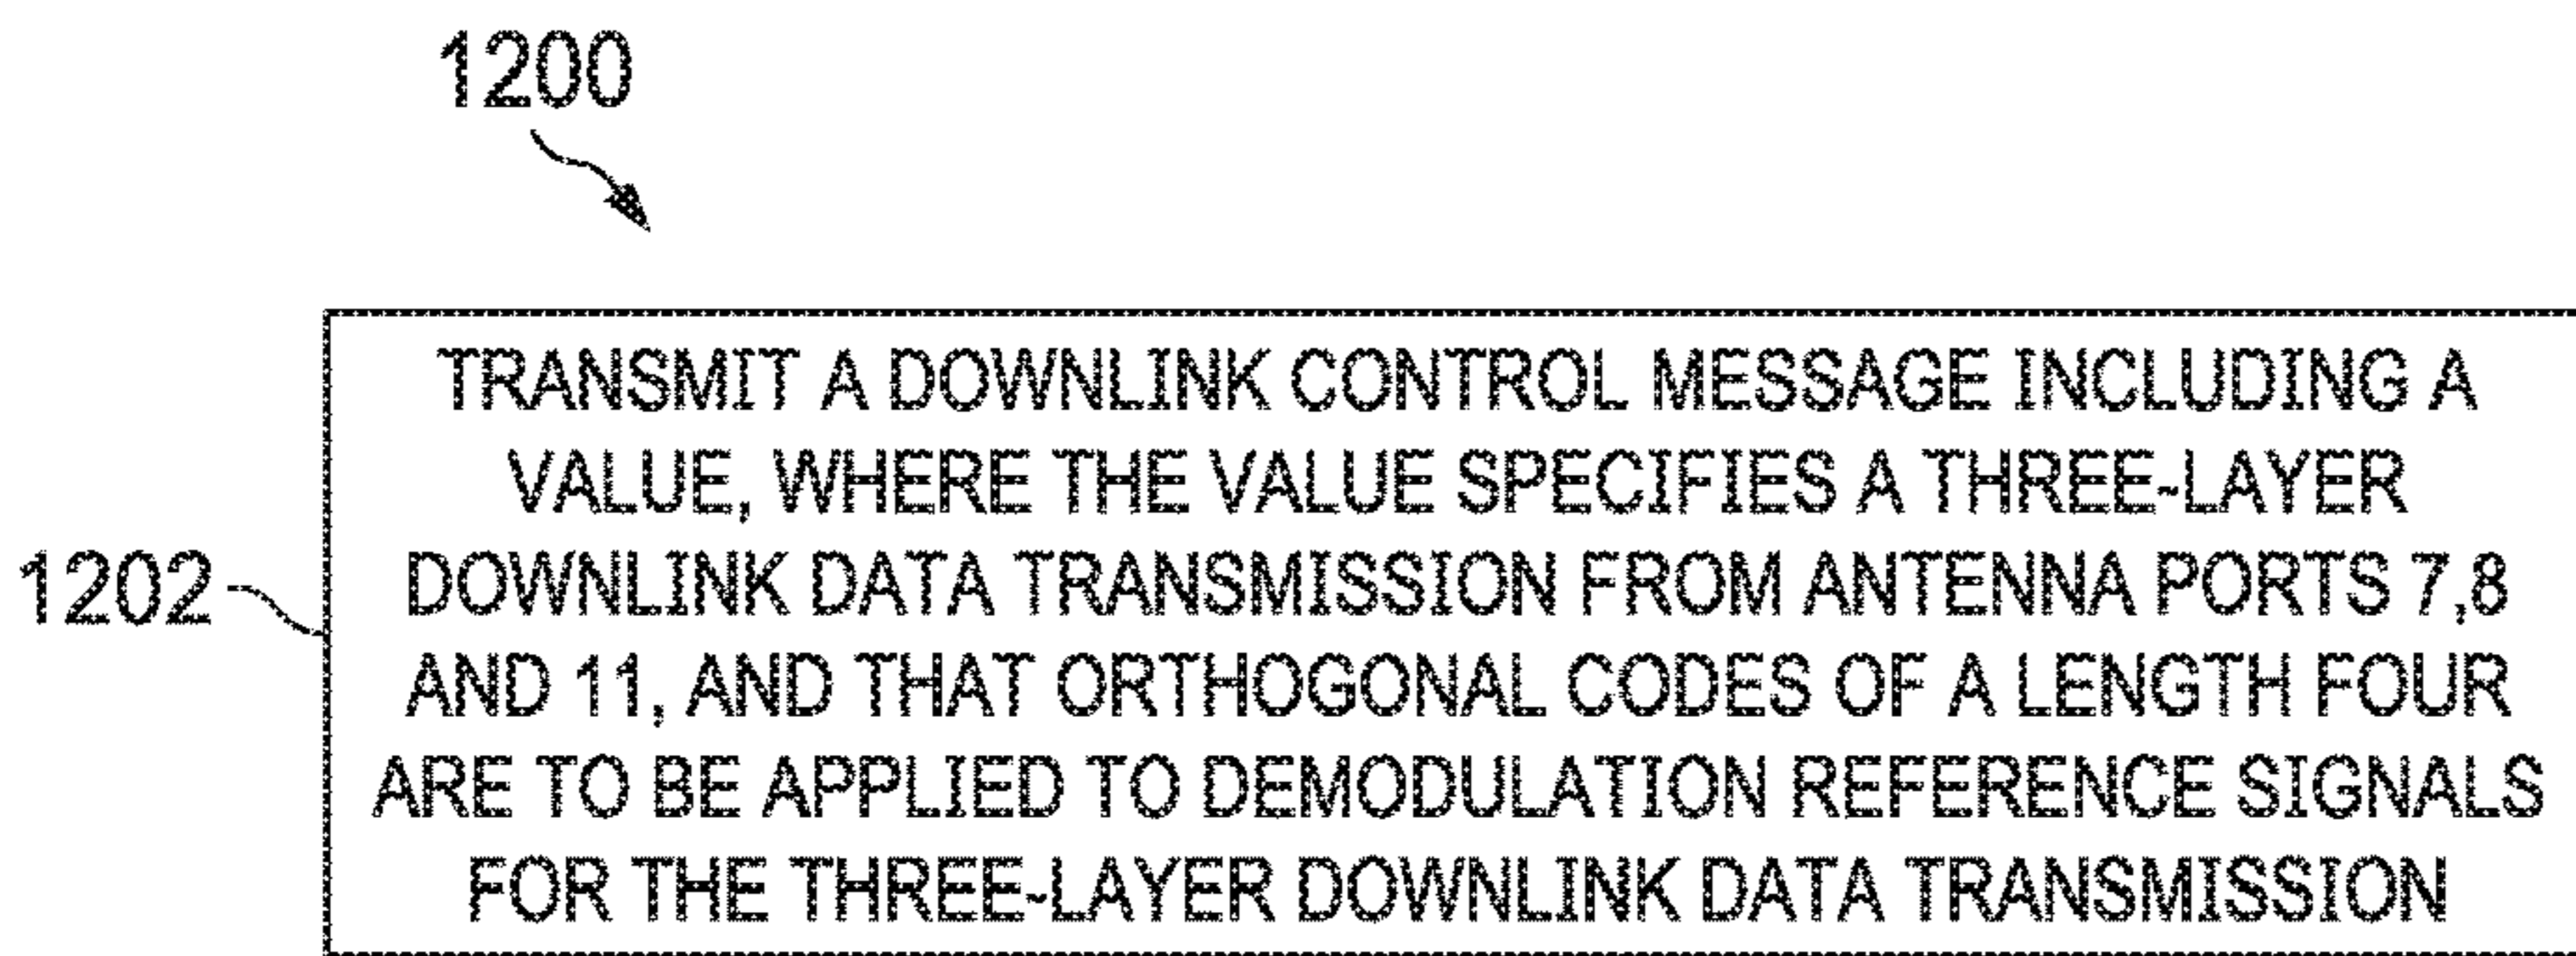 1200
TRANSMIT A DOWNLINK CONTROL MESSAGE INCLUDING A
VALUE, WHERE THE VALUE SPECIFIES A THREE-LAYER
1202
DOWNLINK DATA TRANSMISSION FROM ANTENNA PORTS 7,8
AND 11, AND THAT ORTHOGONAL CODES OF A LENGTH FOUR
ARE TO BE APPLIED TO DEMODULATION REFERENCE SIGNALS
FOR THE THREE-LAYER DOWNLINK DATA TRANSMISSION